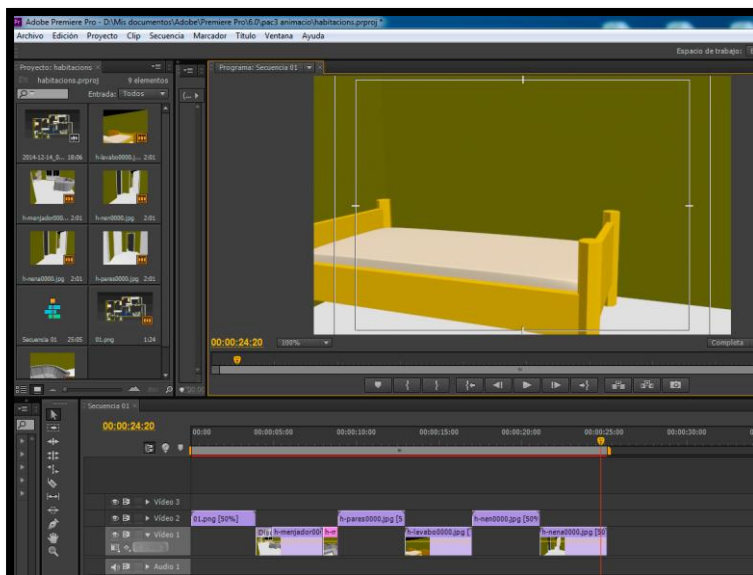 Adobe Premiere Pro - D:\Mis documentos\Adobe\Premiere Pro\6.0\pac3 animacio\habitacions.prproj *
Archivo Edición Proyecto Clip Secuencia Marcador Título Ventana Ayuda
Espacio de trabajo:
Proyecto: habitacions
Programa: Secuencia 01
habitacions.prproj 9 elementos
Entrada: Todos
2014-12-14_0... 18:06
h-lavabo0000.j... 2:01
h-menjador000... 2:01
h-nen0000.jpg 2:01
h-nena0000.jpg 2:01
h-pares0000.jpg 2:01
Secuencia 01 25:05
01.png 1:24
00:00:24:20 100% Completa
Secuencia 01
00:00:24:20
00:00 00:00:05:00 00:00:10:00 00:00:15:00 00:00:20:00 00:00:25:00 00:00:30:00
Vídeo 3
Vídeo 2 01.png [50%] h-pares0000.jpg [5 h-nen0000.jpg [50%
Vídeo 1 h-menjador00 h-lavabo0000.jpg [ h-nena0000.jpg [50
Audio 1